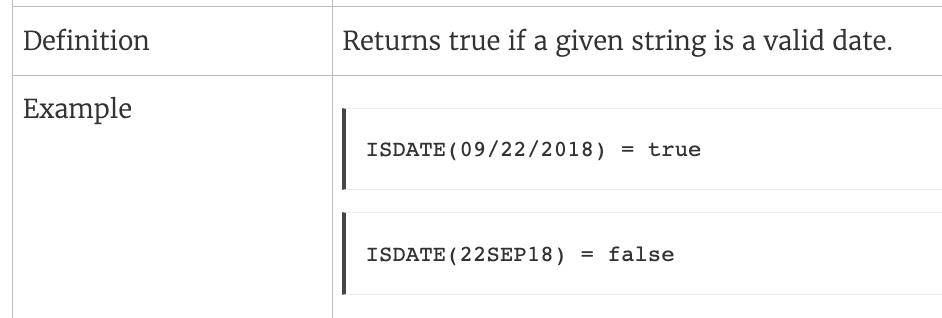 Definition
Returns true if a given string is a valid date.
Example
ISDATE(09/22/2018) = true
ISDATE(22SEP18) = false